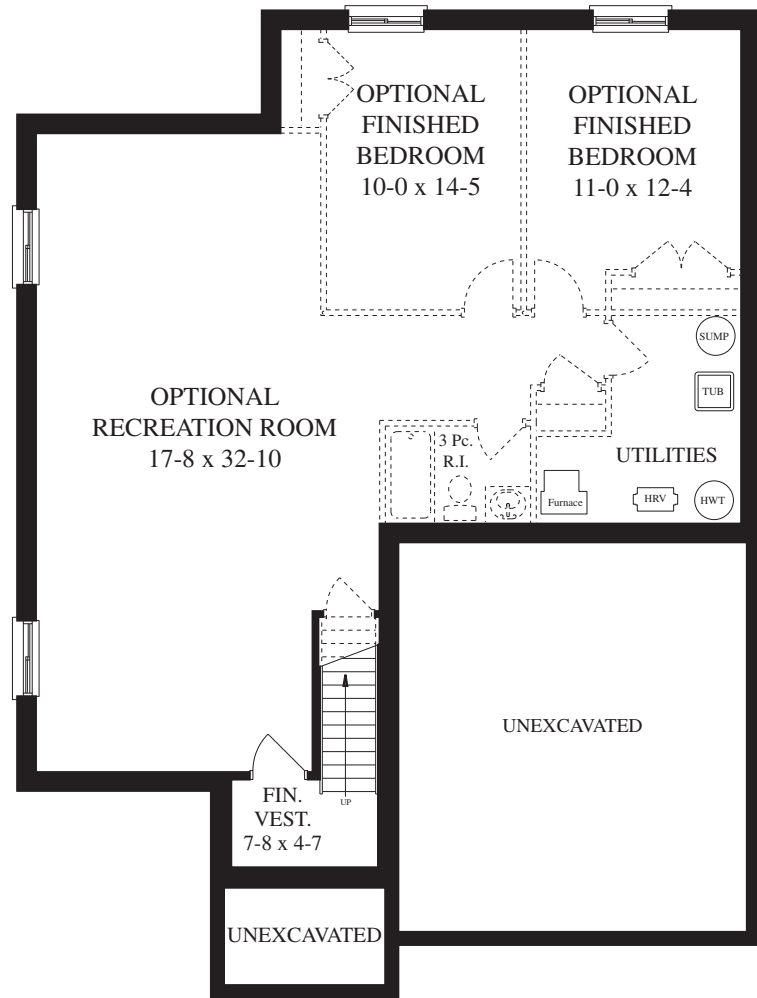 OPTIONAL
FINISHED
BEDROOM
10-0 x 14-5
OPTIONAL
FINISHED
BEDROOM
11-0 x 12-4
SUMP
TUB
OPTIONAL
RECREATION ROOM
17-8 x 32-10
3 Pc.
R.I.
UTILITIES
Furnace
HRV
HWT
UNEXCAVATED
UP
FIN.
VEST.
7-8 x 4-7
UNEXCAVATED